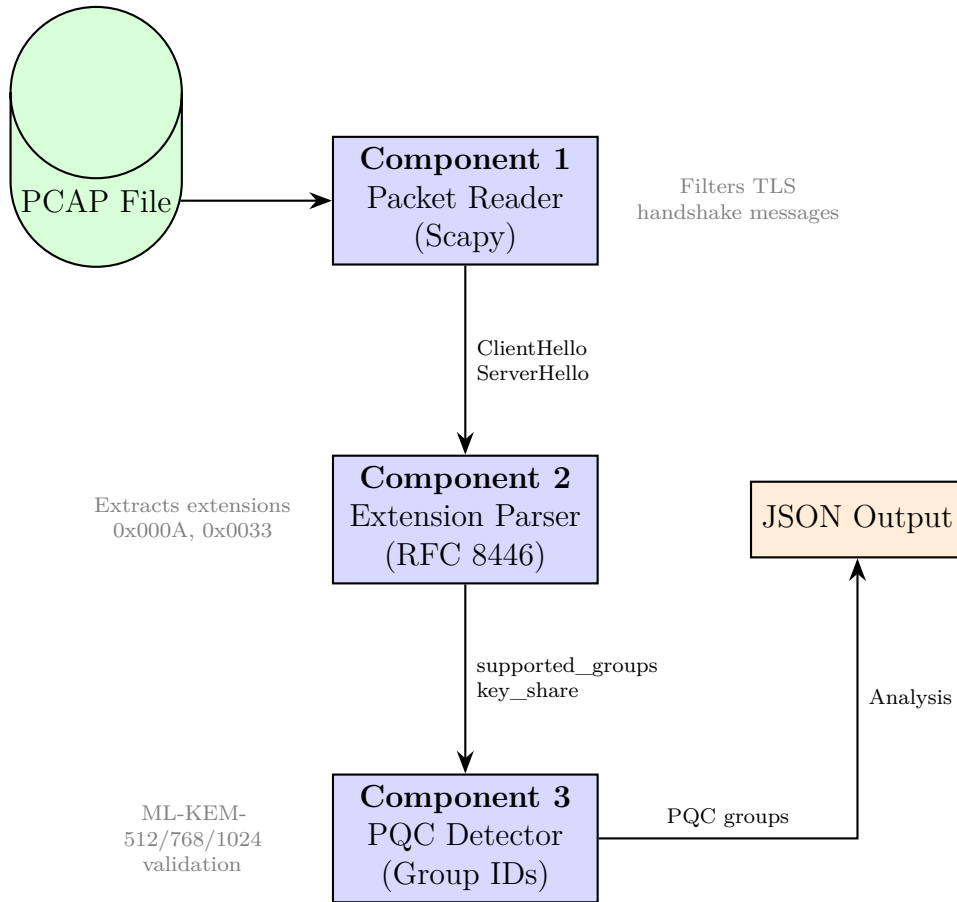 PCAP File
Component 1
Packet Reader
(Scapy)
Filters TLS
handshake messages
ClientHello
ServerHello
Extracts extensions
0x000A, 0x0033
Component 2
Extension Parser
(RFC 8446)
JSON Output
supported_groups
key_share
Analysis
ML-KEM-
512/768/1024
validation
Component 3
PQC Detector
(Group IDs)
PQC groups